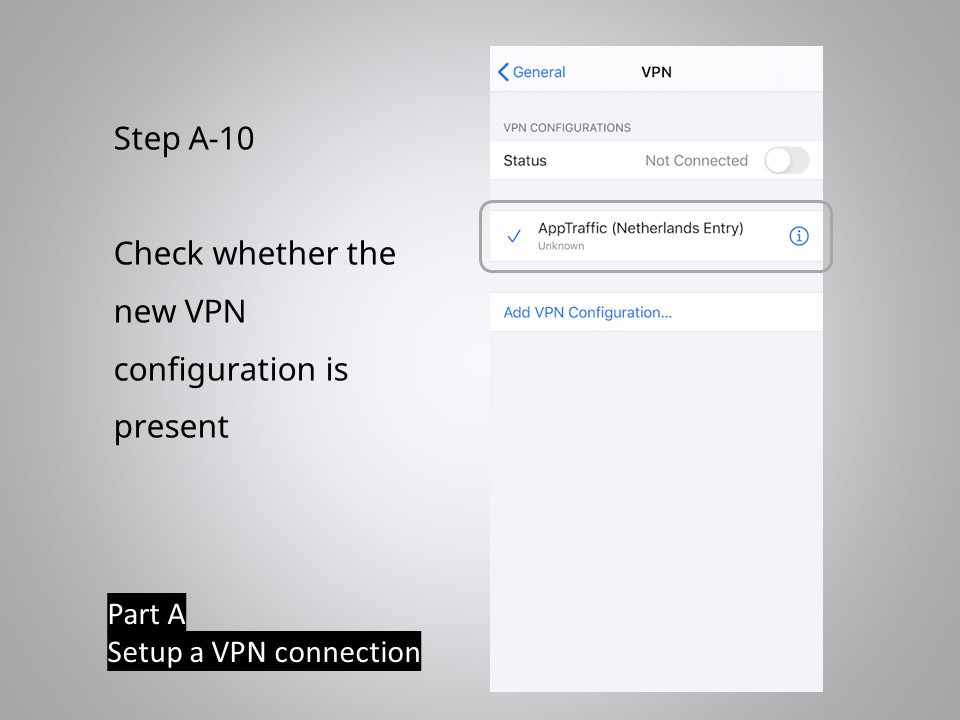 Step A-10
Check whether the
new VPN
configuration is
present
Part A
Setup a VPN connection
General
VPN
VPN CONFIGURATIONS
Status
Not Connected
AppTraffic (Netherlands Entry)
Unknown
Add VPN Configuration...